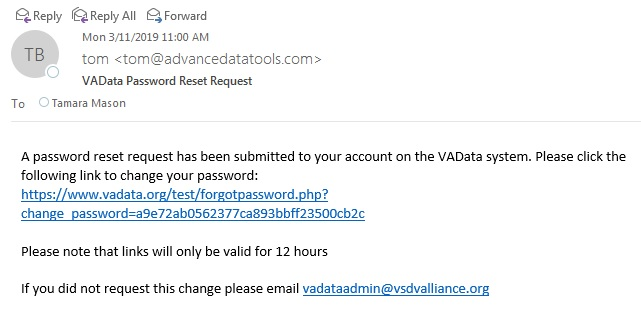 Reply Reply All Forward
Mon 3/11/2019 11:00 AM
TB
tom <tom@advancedatatools.com>
VAData Password Reset Request
To Tamara Mason
A password reset request has been submitted to your account on the VAData system. Please click the
following link to change your password:
https://www.vadata.org/test/forgotpassword.php?
change_password=a9e72ab0562377ca893bbff23500cb2c
Please note that links will only be valid for 12 hours
If you did not request this change please email vadataadmin@vsdvalliance.org